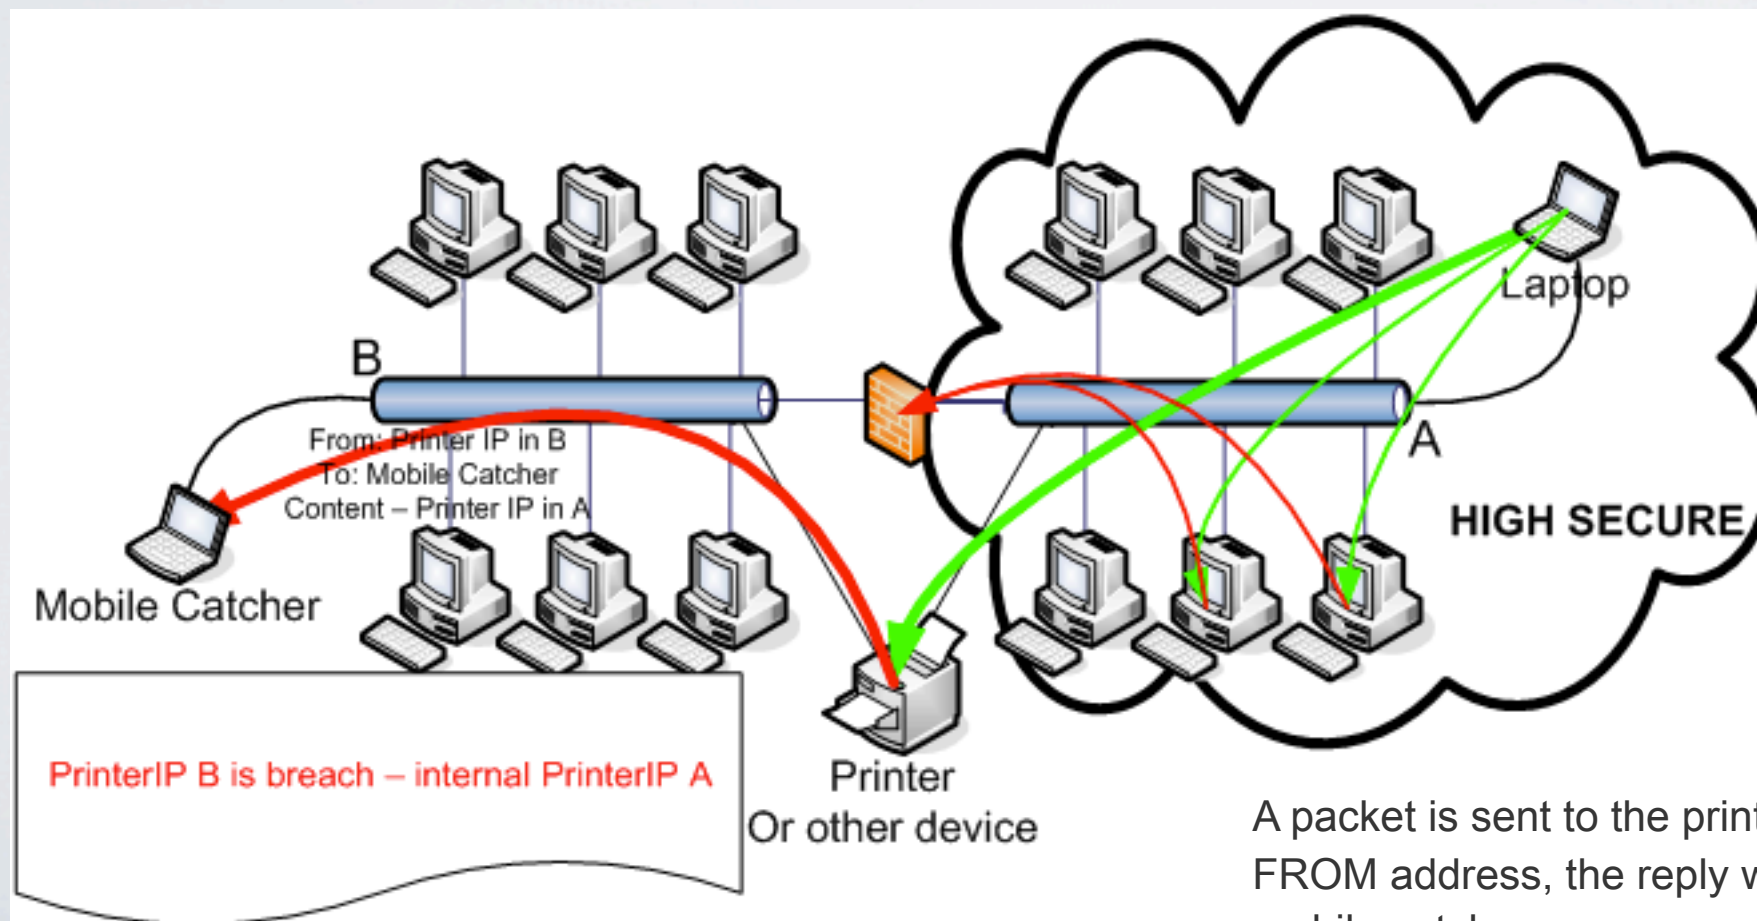 Laptop
B
A
From: Printer IP in B
To: Mobile Catcher
Content – Printer IP in A
HIGH SECURE
Mobile Catcher
PrinterIP B is breach – internal PrinterIP A
Printer
Or other device
A packet is sent to the print
FROM address, the reply w